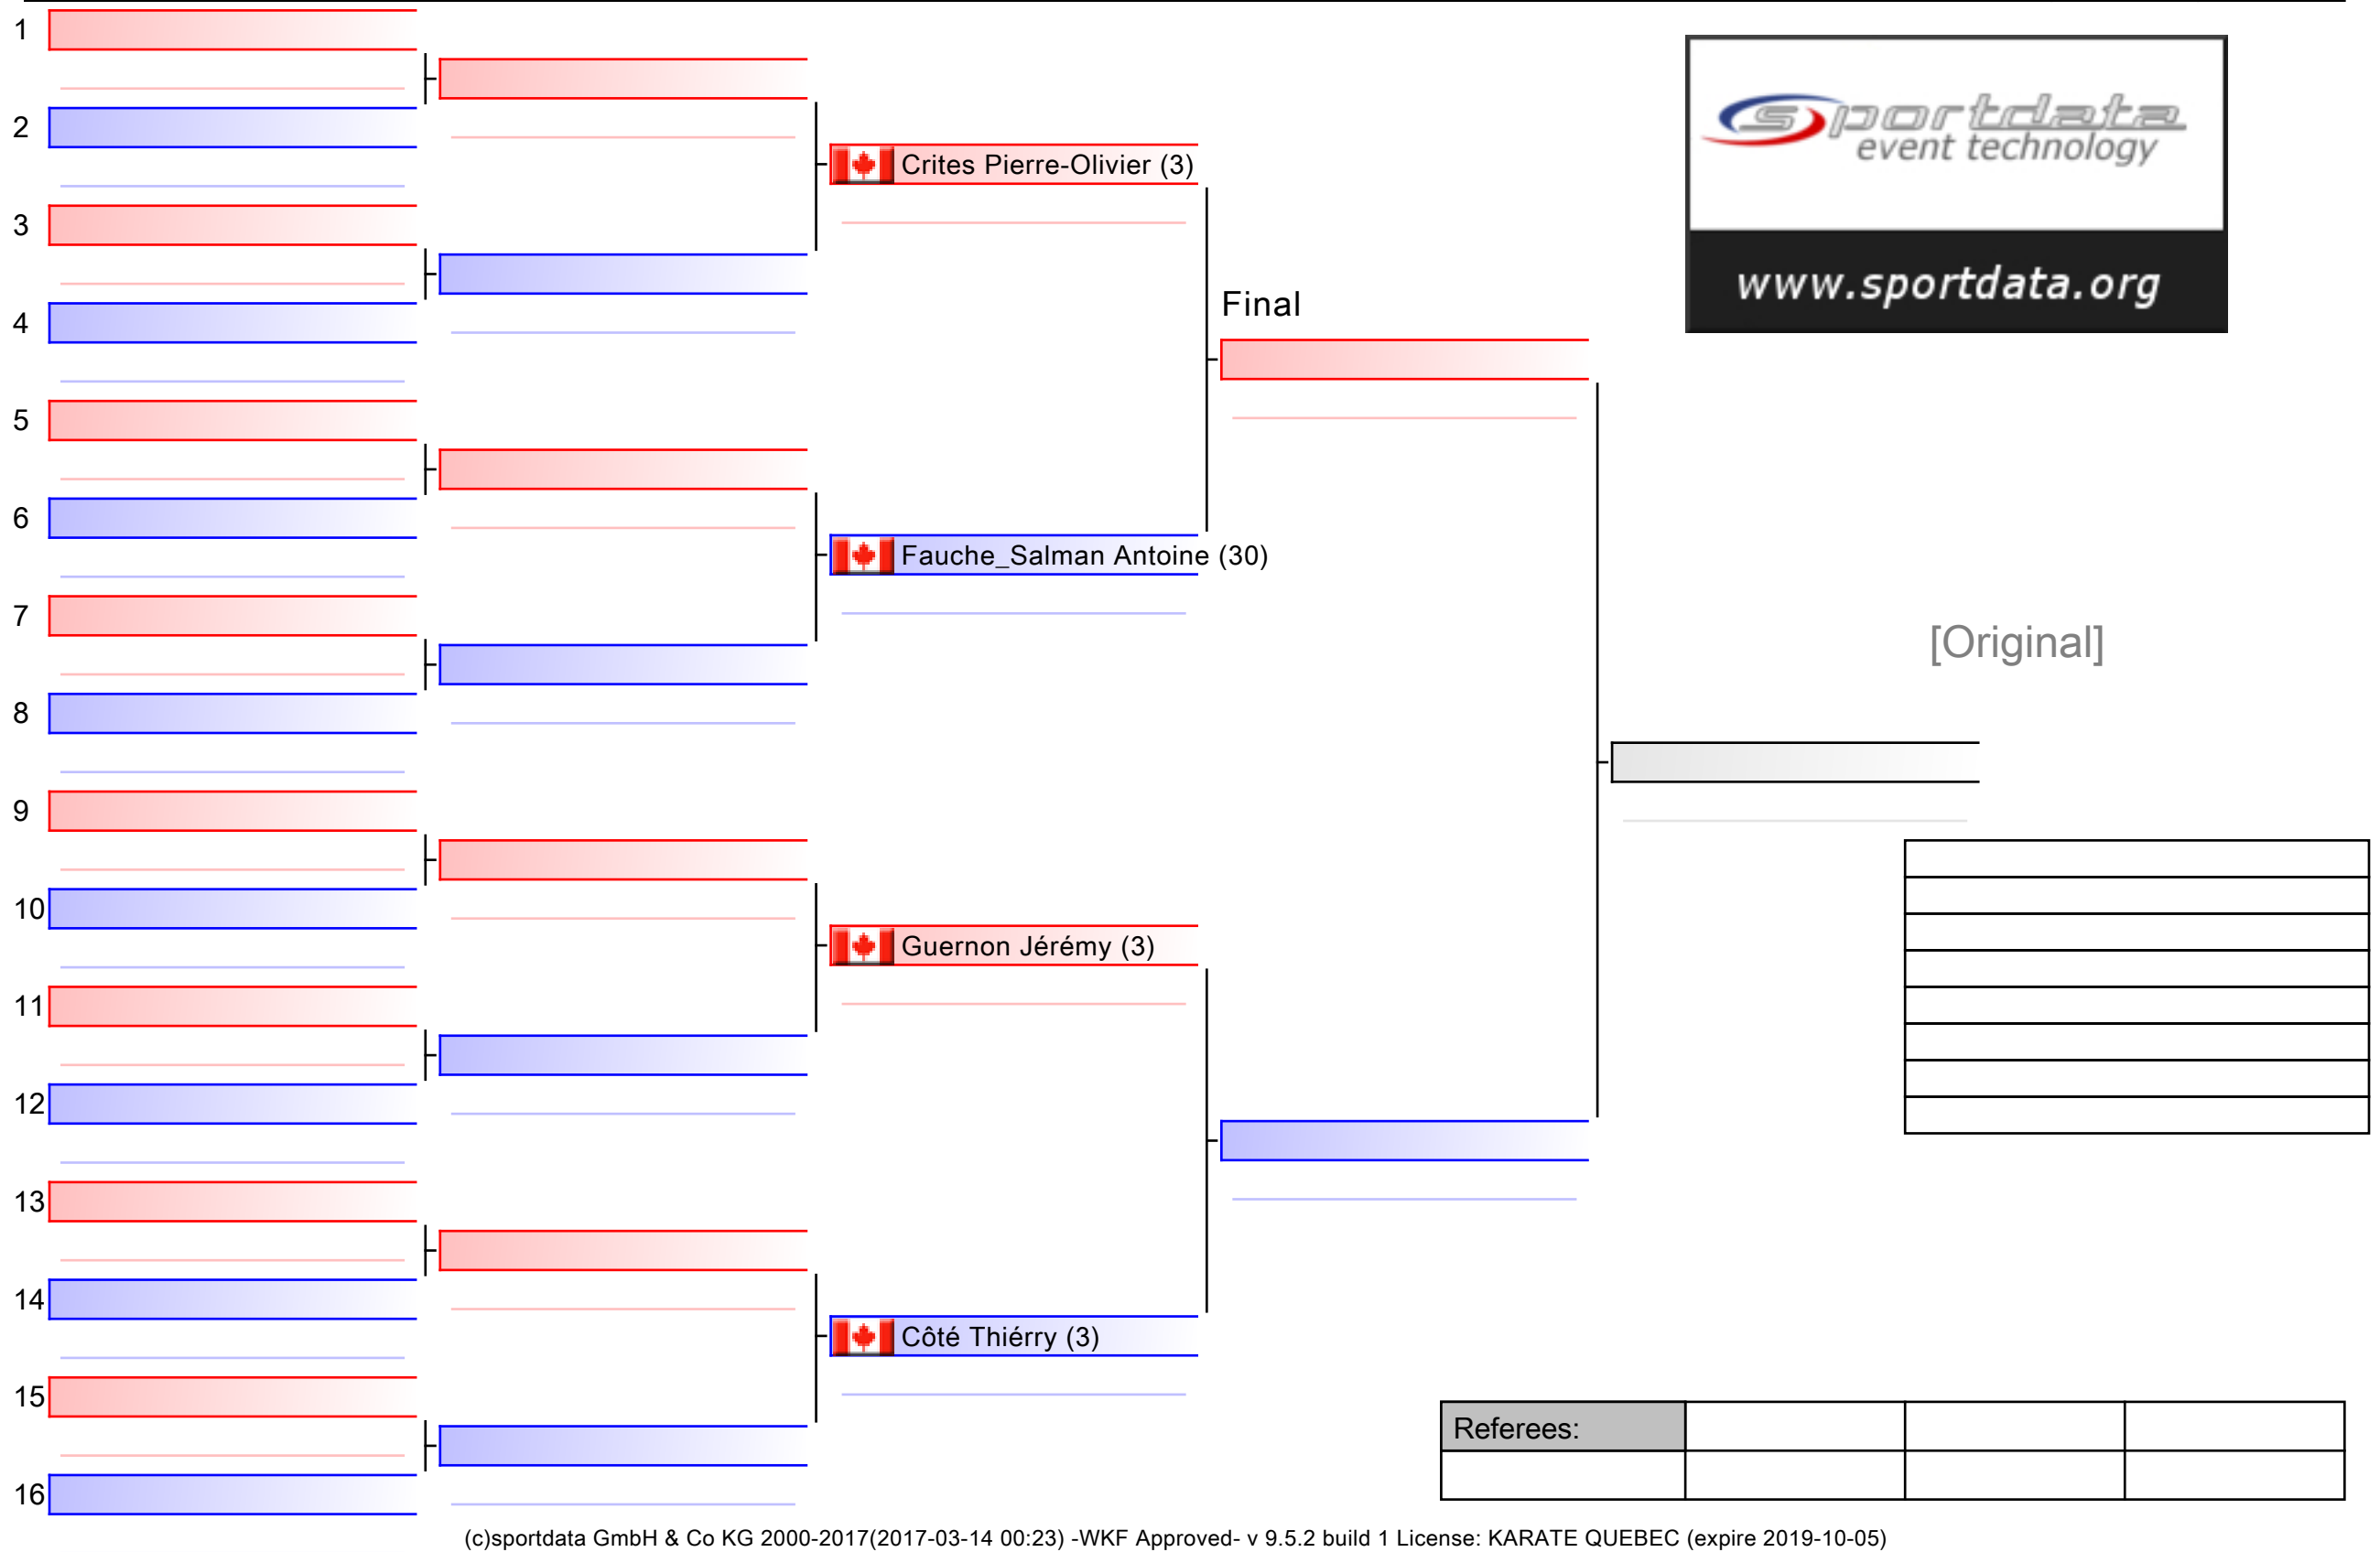 1
2
3
4
5
6
7
8
9
10
11
12
13
14
15
16
Crites Pierre-Olivier (3)
Fauche_Salman Antoine (30)
Guernon Jérémy (3)
Côté Thiérry (3)
Final
sportdata
event technology
www.sportdata.org
[Original]
Referees:
(c)sportdata GmbH & Co KG 2000-2017(2017-03-14 00:23) -WKF Approved- v 9.5.2 build 1 License: KARATE QUEBEC (expire 2019-10-05)